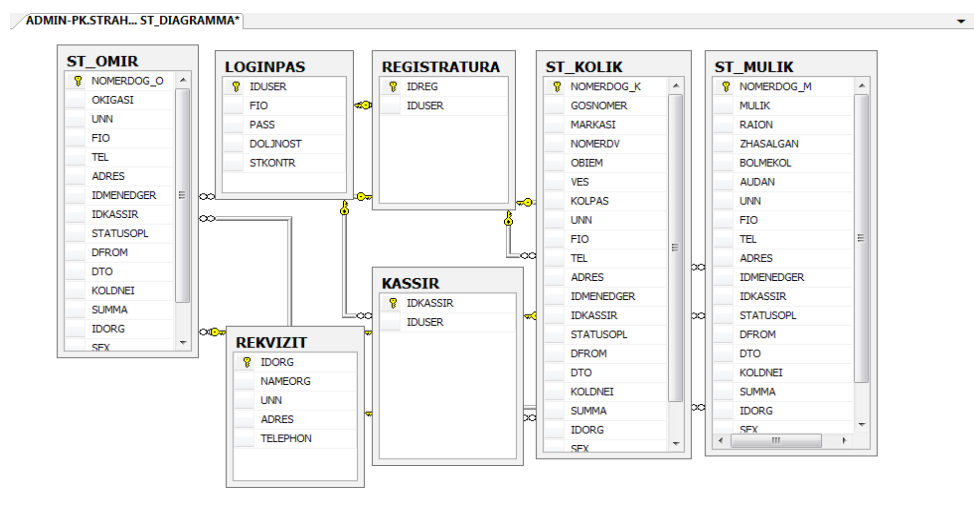 ADMIN-PK.STRAH... ST_DIAGRAMMA*
ST_OMIR
NOMERDOG_O
OKIGASI
UNN
FIO
TEL
ADRES
IDMENEDGER
IDKASSIR
STATUSOPL
DFROM
DTO
KOLDNEI
SUMMA
IDORG
SEX
LOGINPAS
IDUSER
FIO
PASS
DOLJNOST
STKONTR
REGISTRATURA
IDREG
IDUSER
REKVIZIT
IDORG
NAMEORG
UNN
ADRES
TELEPHON
KASSIR
IDKASSIR
IDUSER
ST_KOLIK
NOMERDOG_K
GOSNOMER
MARKASI
NOMERDV
OBIEM
VES
KOLPAS
UNN
FIO
TEL
ADRES
IDMENEDGER
IDKASSIR
STATUSOPL
DFROM
DTO
KOLDNEI
SUMMA
IDORG
SEX
ST_MULIK
NOMERDOG_M
MULIK
RAION
ZHASALGAN
BOLMEKOL
AUDAN
UNN
FIO
TEL
ADRES
IDMENEDGER
IDKASSIR
STATUSOPL
DFROM
DTO
KOLDNEI
SUMMA
IDORG
SEX